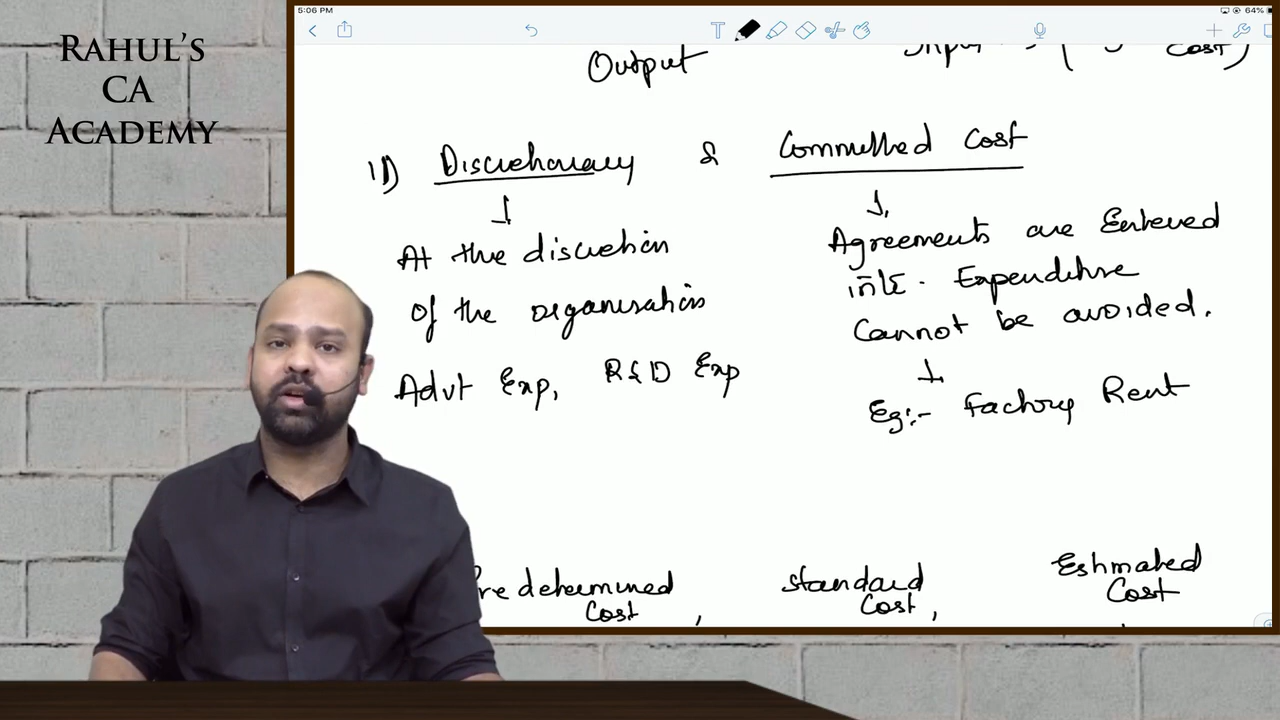 5:06 PM
64%
RAHUL'S
CA
ACADEMY
T
Output
Cost)
11) Discretionary & Committed Cost
At the discretion
of the organisation
Advt Exp, R&D Exp
Agreements are Entered
into. Expenditure
Cannot be avoided.
Eg:- Factory Rent
Pre determined
Cost,
Standard
Cost,
Estimated
Cost